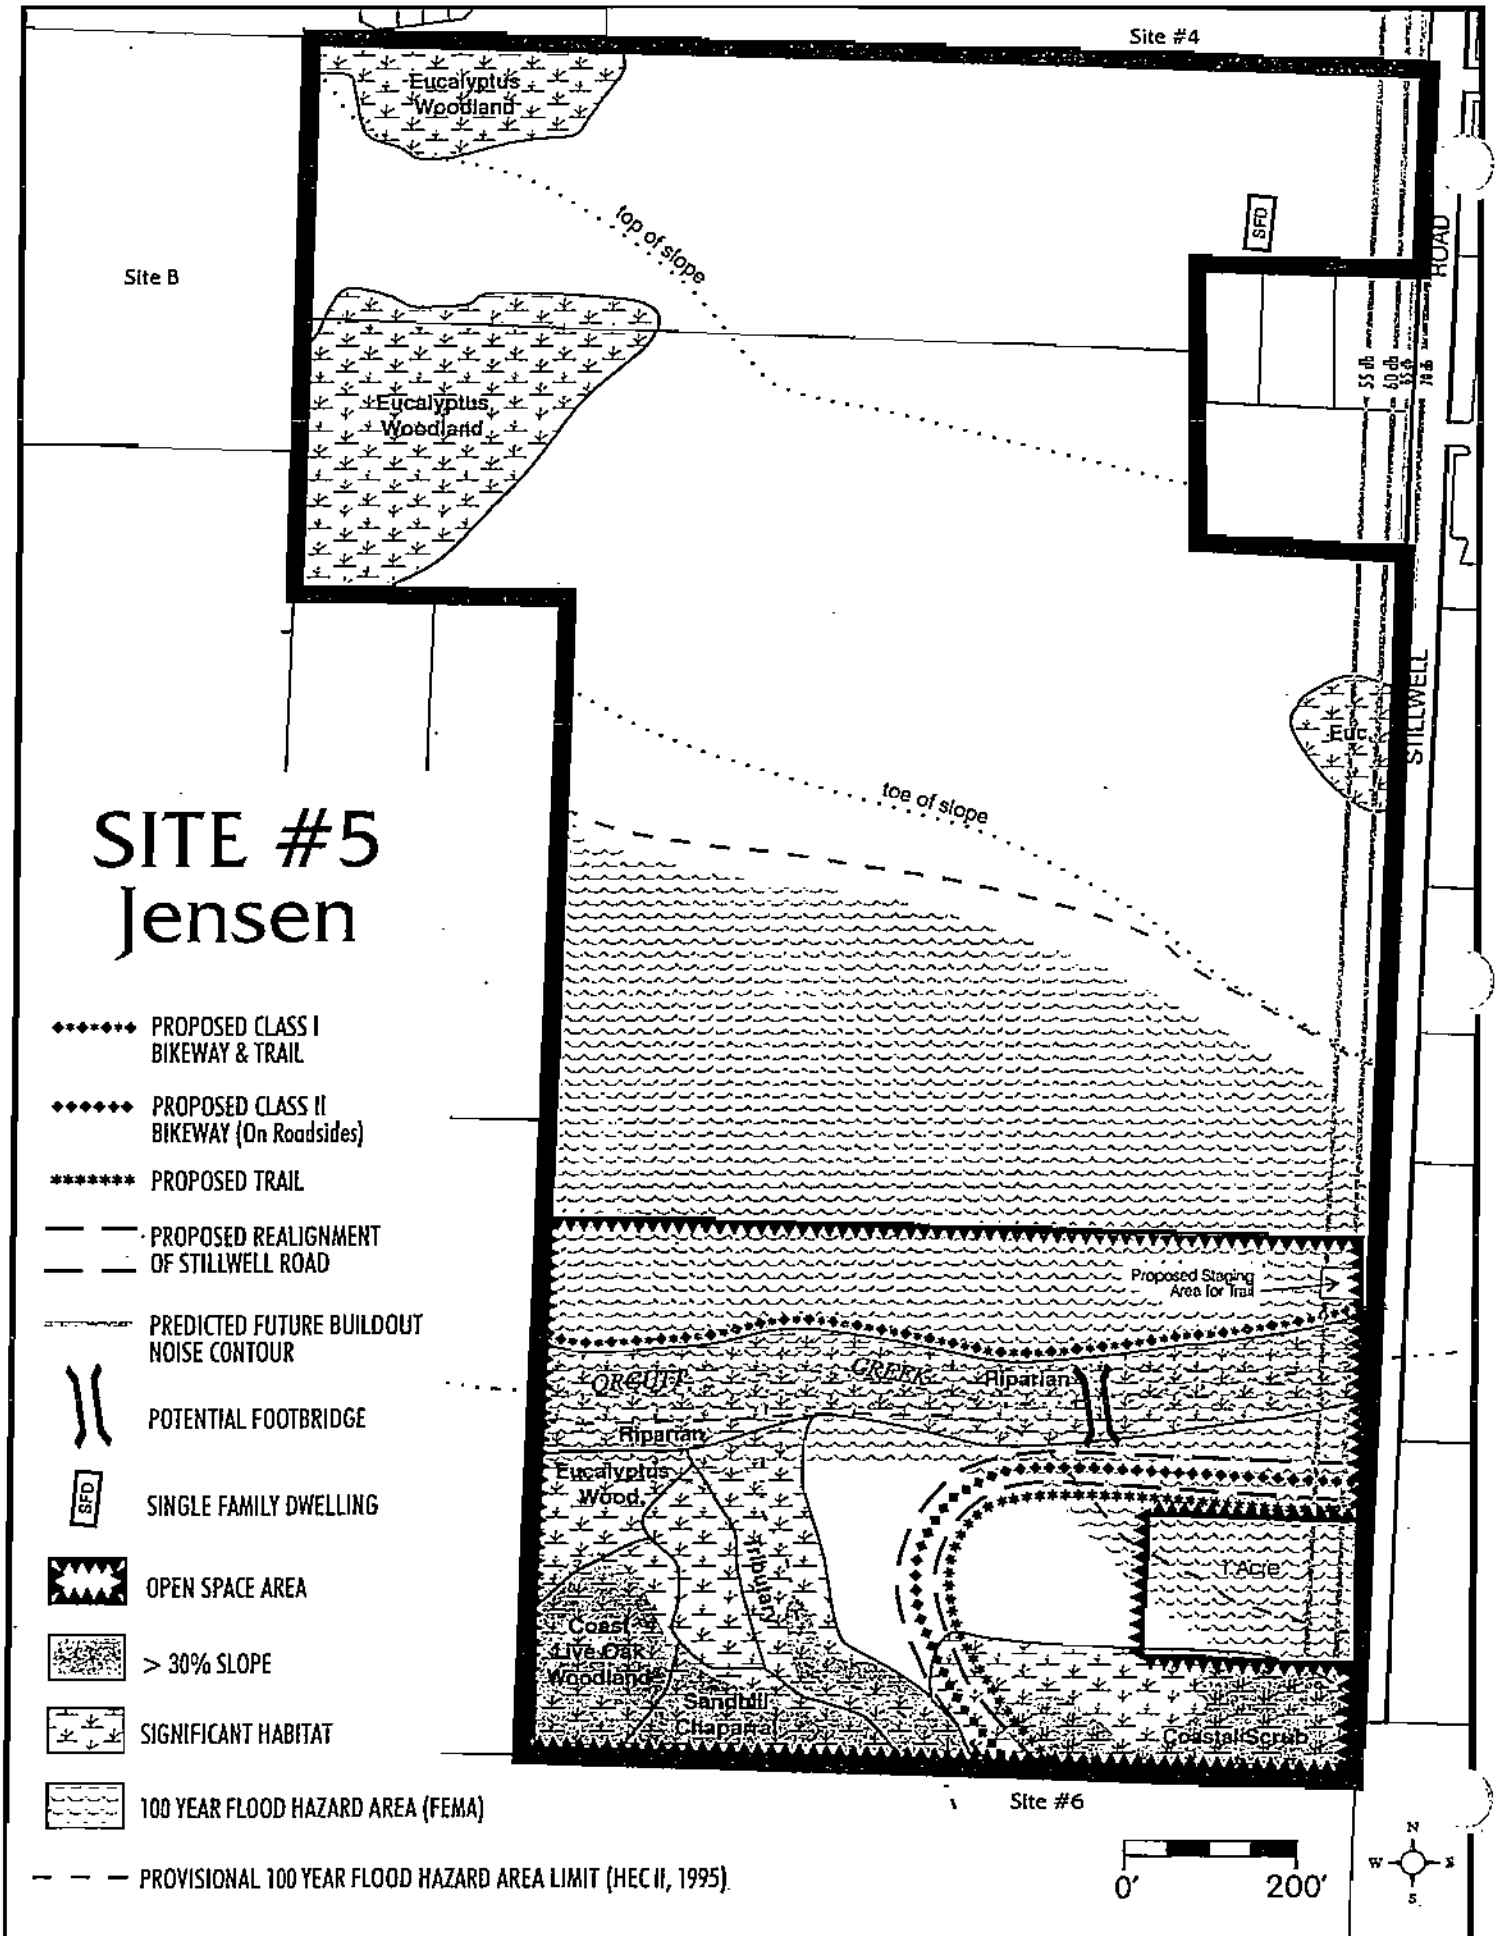 Site #4
Eucalyptus
Woodland
SFD
ROAD
top of slope
Site B
55 db
60 db
65 db
70 db
Eucalyptus
Woodland
STILLWELL
Euc.
toe of slope
SITE #5
Jensen
PROPOSED CLASS I
BIKEWAY & TRAIL
PROPOSED CLASS II
BIKEWAY (On Roadsides)
PROPOSED TRAIL
PROPOSED REALIGNMENT
OF STILLWELL ROAD
PREDICTED FUTURE BUILDOUT
NOISE CONTOUR
POTENTIAL FOOTBRIDGE
SFD
SINGLE FAMILY DWELLING
OPEN SPACE AREA
> 30% SLOPE
SIGNIFICANT HABITAT
100 YEAR FLOOD HAZARD AREA (FEMA)
PROVISIONAL 100 YEAR FLOOD HAZARD AREA LIMIT (HEC II, 1995)
Proposed Staging
Area for Trail
ORCUTT CREEK
Riparian
Riparian
Eucalyptus
Wood.
Tributary
1 Acre
Coast
Live Oak
Woodland
Sandhill
Chaparral
Coastal Scrub
Site #6
0' 200'
N
W E
S